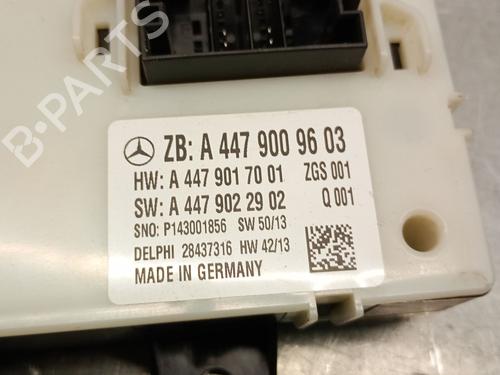 B-PARTS
ZB: A 447 900 96 03
HW: A 447 901 70 01 ZGS 001
SW: A 447 902 29 02 Q 001
SNO: P143001856 SW 50/13
DELPHI 28437316 HW 42/13
MADE IN GERMANY